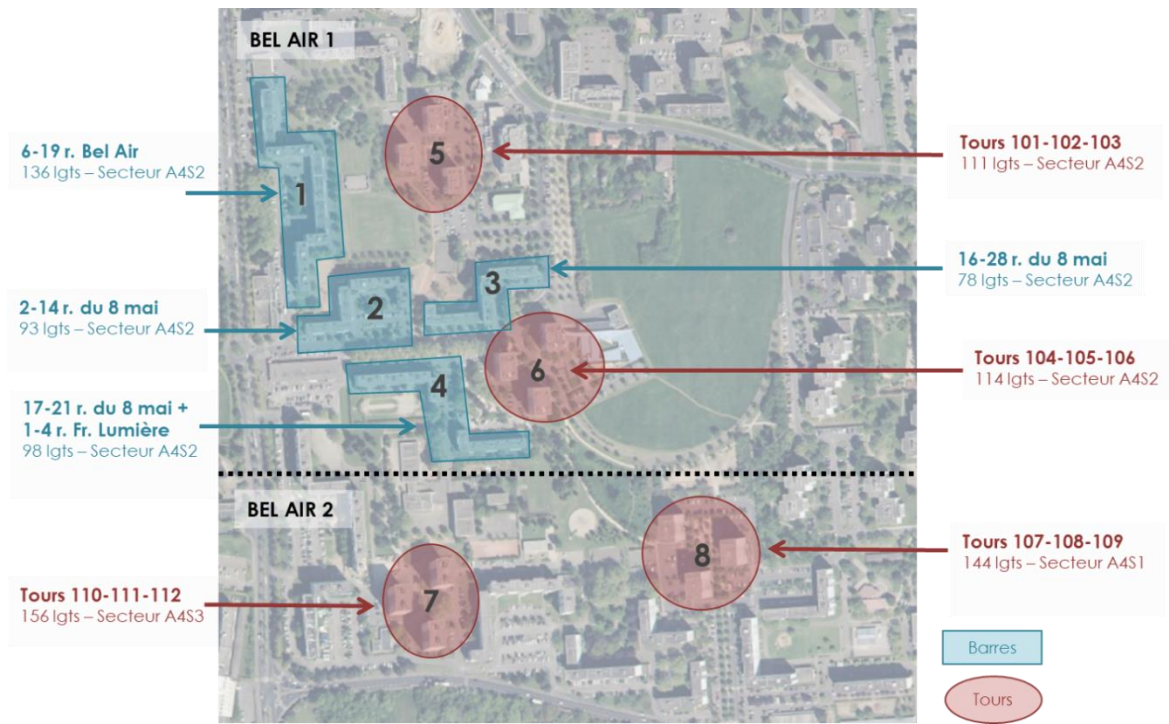 BEL AIR 1
6-19 r. Bel Air
136 lgts – Secteur A4S2
1
5
Tours 101-102-103
111 lgts – Secteur A4S2
2-14 r. du 8 mai
93 lgts – Secteur A4S2
2
3
16-28 r. du 8 mai
78 lgts – Secteur A4S2
17-21 r. du 8 mai +
1-4 r. Fr. Lumière
98 lgts – Secteur A4S2
4
6
Tours 104-105-106
114 lgts – Secteur A4S2
BEL AIR 2
Tours 110-111-112
156 lgts – Secteur A4S3
7
8
Tours 107-108-109
144 lgts – Secteur A4S1
Barres
Tours